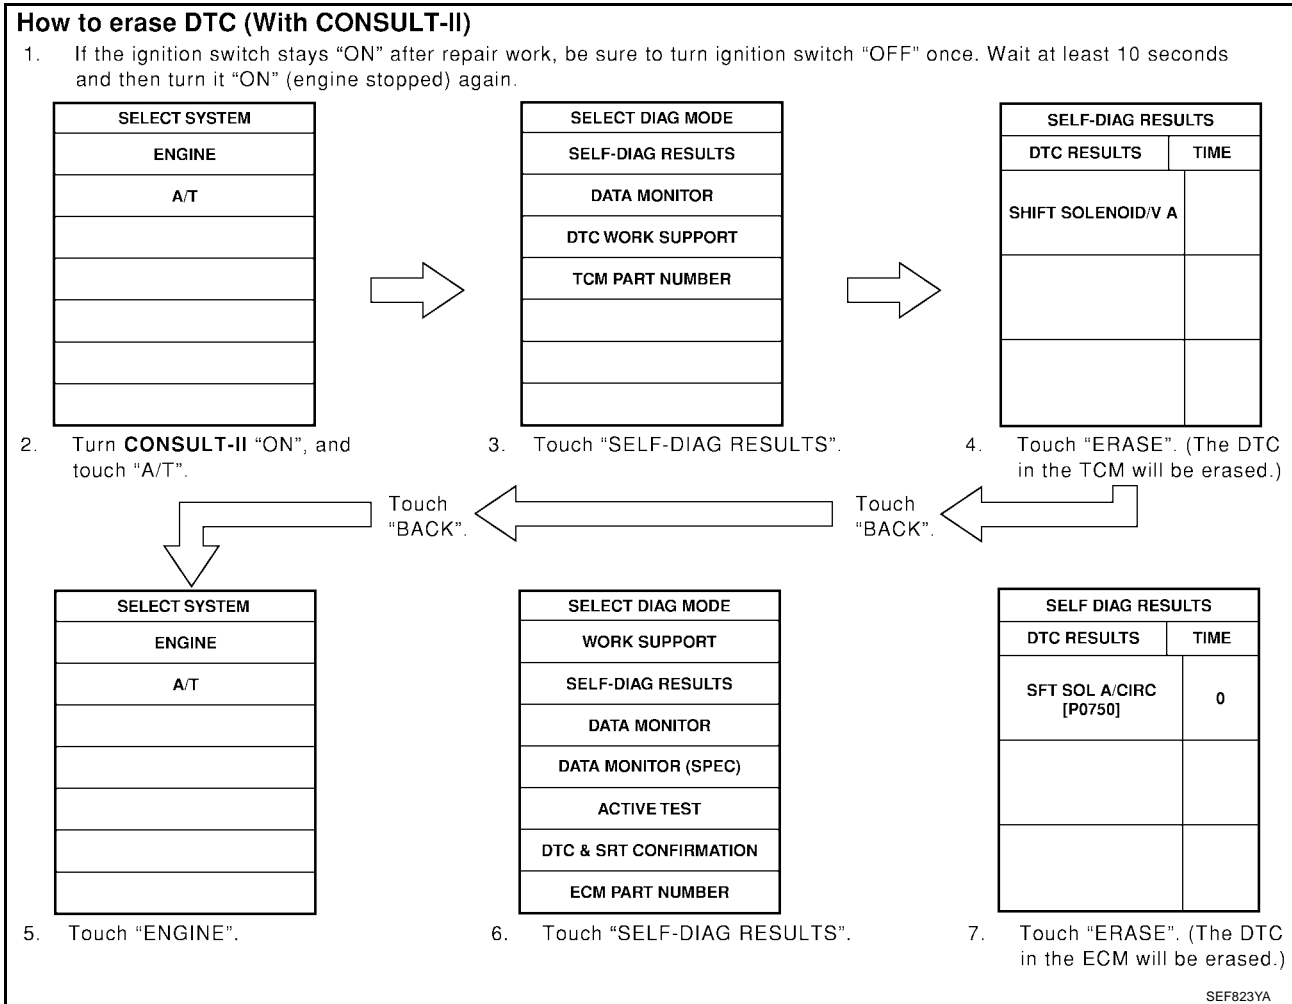 How to erase DTC (With CONSULT-II)
1. If the ignition switch stays “ON” after repair work, be sure to turn ignition switch “OFF” once. Wait at least 10 seconds
and then turn it “ON” (engine stopped) again.
SELECT SYSTEM
ENGINE
A/T
SELECT DIAG MODE
SELF-DIAG RESULTS
DATA MONITOR
DTC WORK SUPPORT
TCM PART NUMBER
SELF-DIAG RESULTS
DTC RESULTS TIME
SHIFT SOLENOID/V A
2. Turn CONSULT-II “ON”, and
touch “A/T”.
3. Touch “SELF-DIAG RESULTS”.
4. Touch “ERASE”. (The DTC
in the TCM will be erased.)
Touch
“BACK”.
Touch
“BACK”.
SELECT SYSTEM
ENGINE
A/T
SELECT DIAG MODE
WORK SUPPORT
SELF-DIAG RESULTS
DATA MONITOR
DATA MONITOR (SPEC)
ACTIVE TEST
DTC & SRT CONFIRMATION
ECM PART NUMBER
SELF DIAG RESULTS
DTC RESULTS TIME
SFT SOL A/CIRC
[P0750]
0
5. Touch “ENGINE”.
6. Touch “SELF-DIAG RESULTS”.
7. Touch “ERASE”. (The DTC
in the ECM will be erased.)
SEF823YA